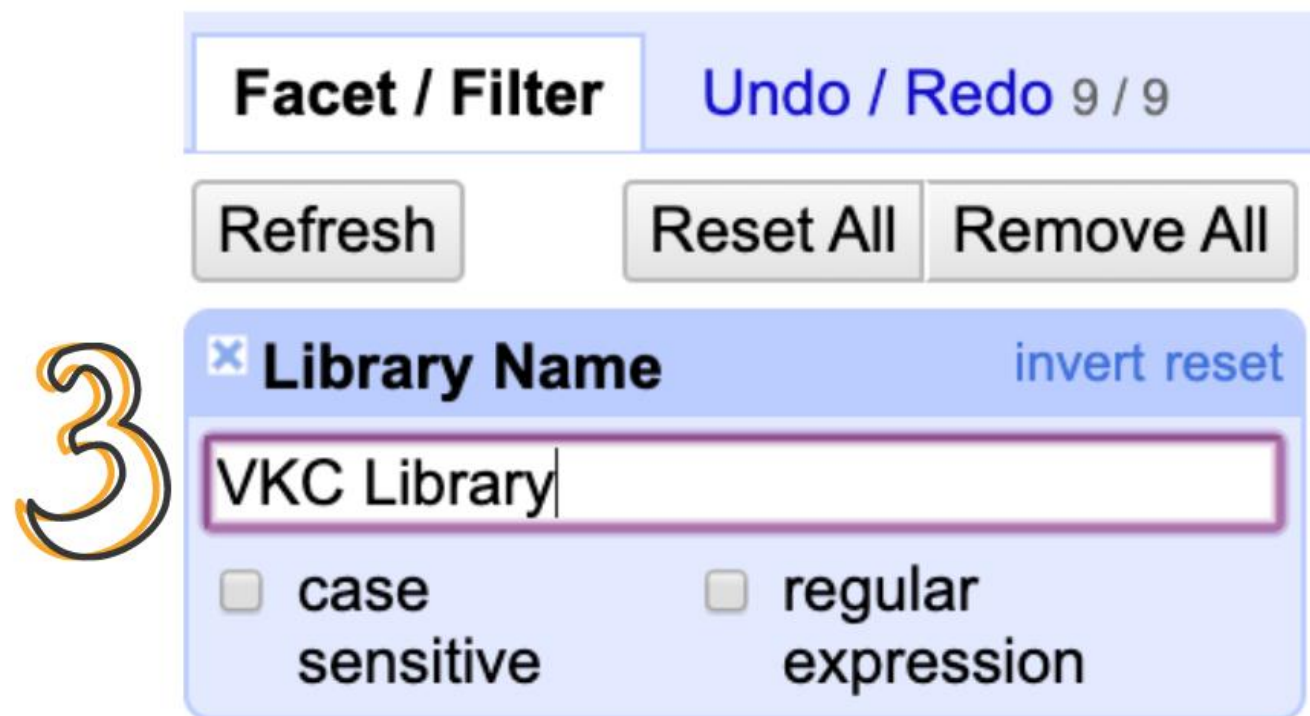 Facet / Filter Undo / Redo 9 / 9
Refresh Reset All Remove All
3
Library Name invert reset
VKC Library
case sensitive regular expression